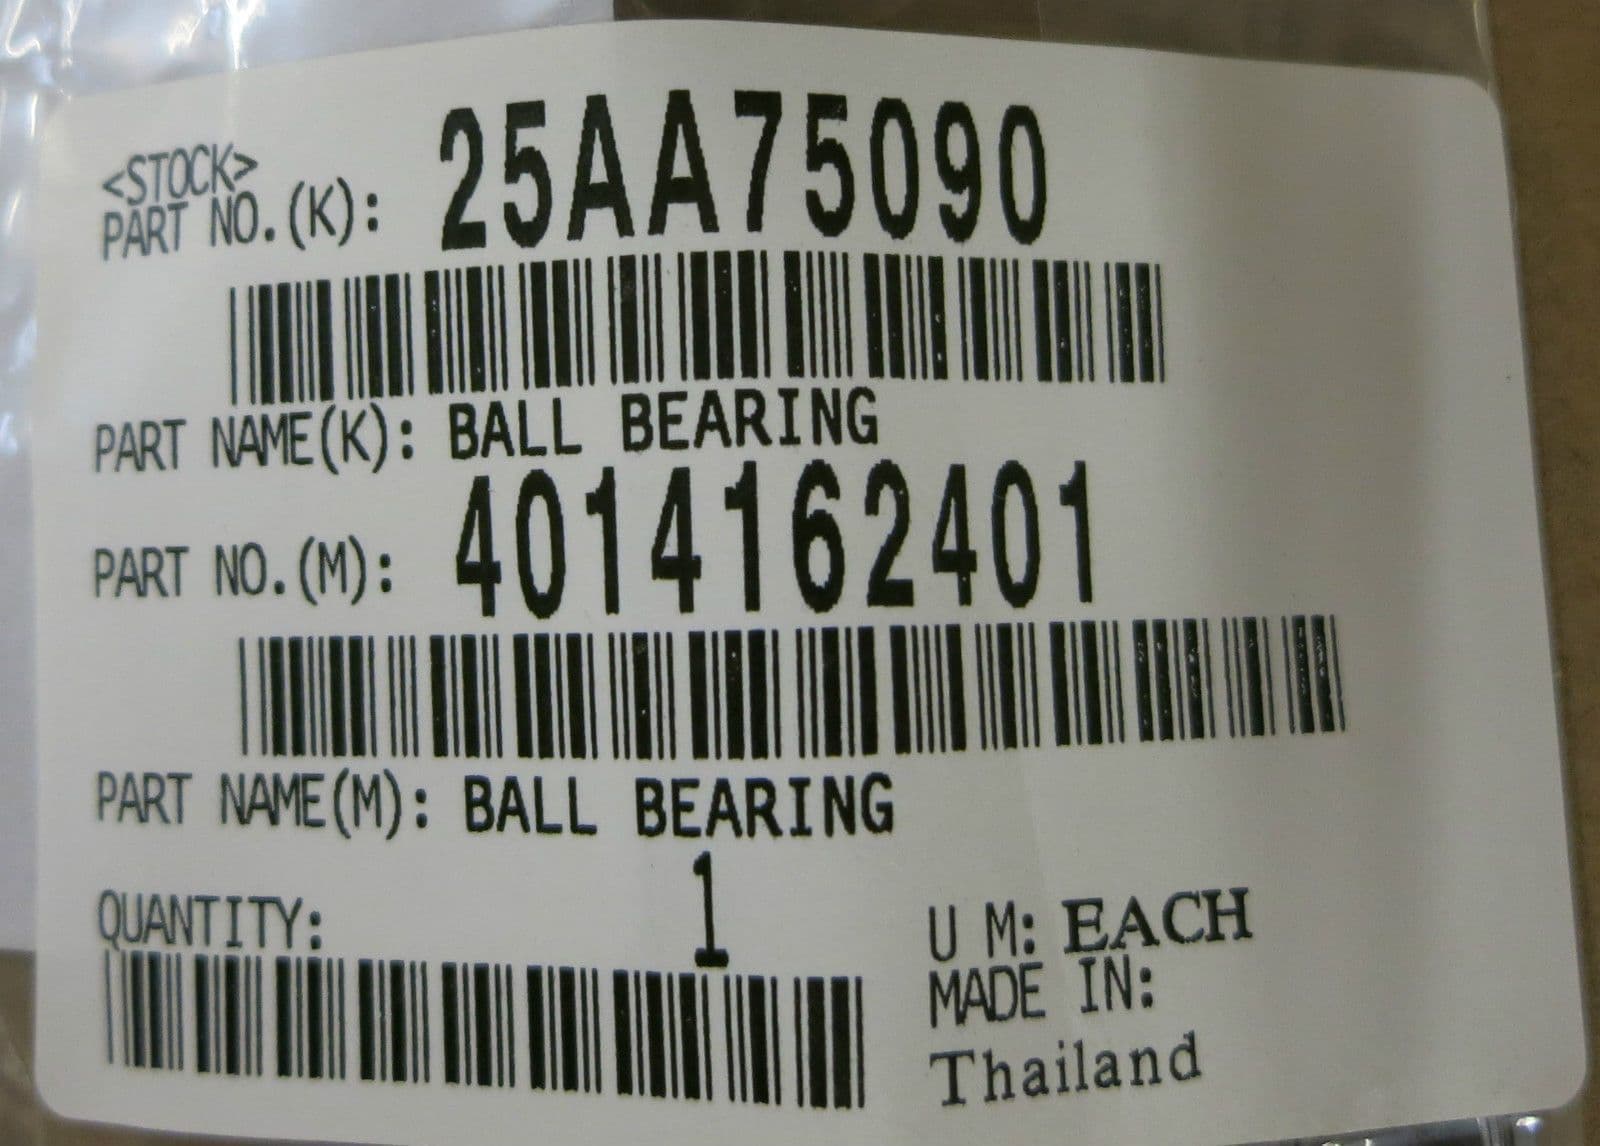 <STOCK>
PART NO.(K): 25AA75090
PART NAME(K): BALL BEARING
PART NO.(M): 4014162401
PART NAME(M): BALL BEARING
QUANTITY: 1
U M: EACH
MADE IN:
Thailand